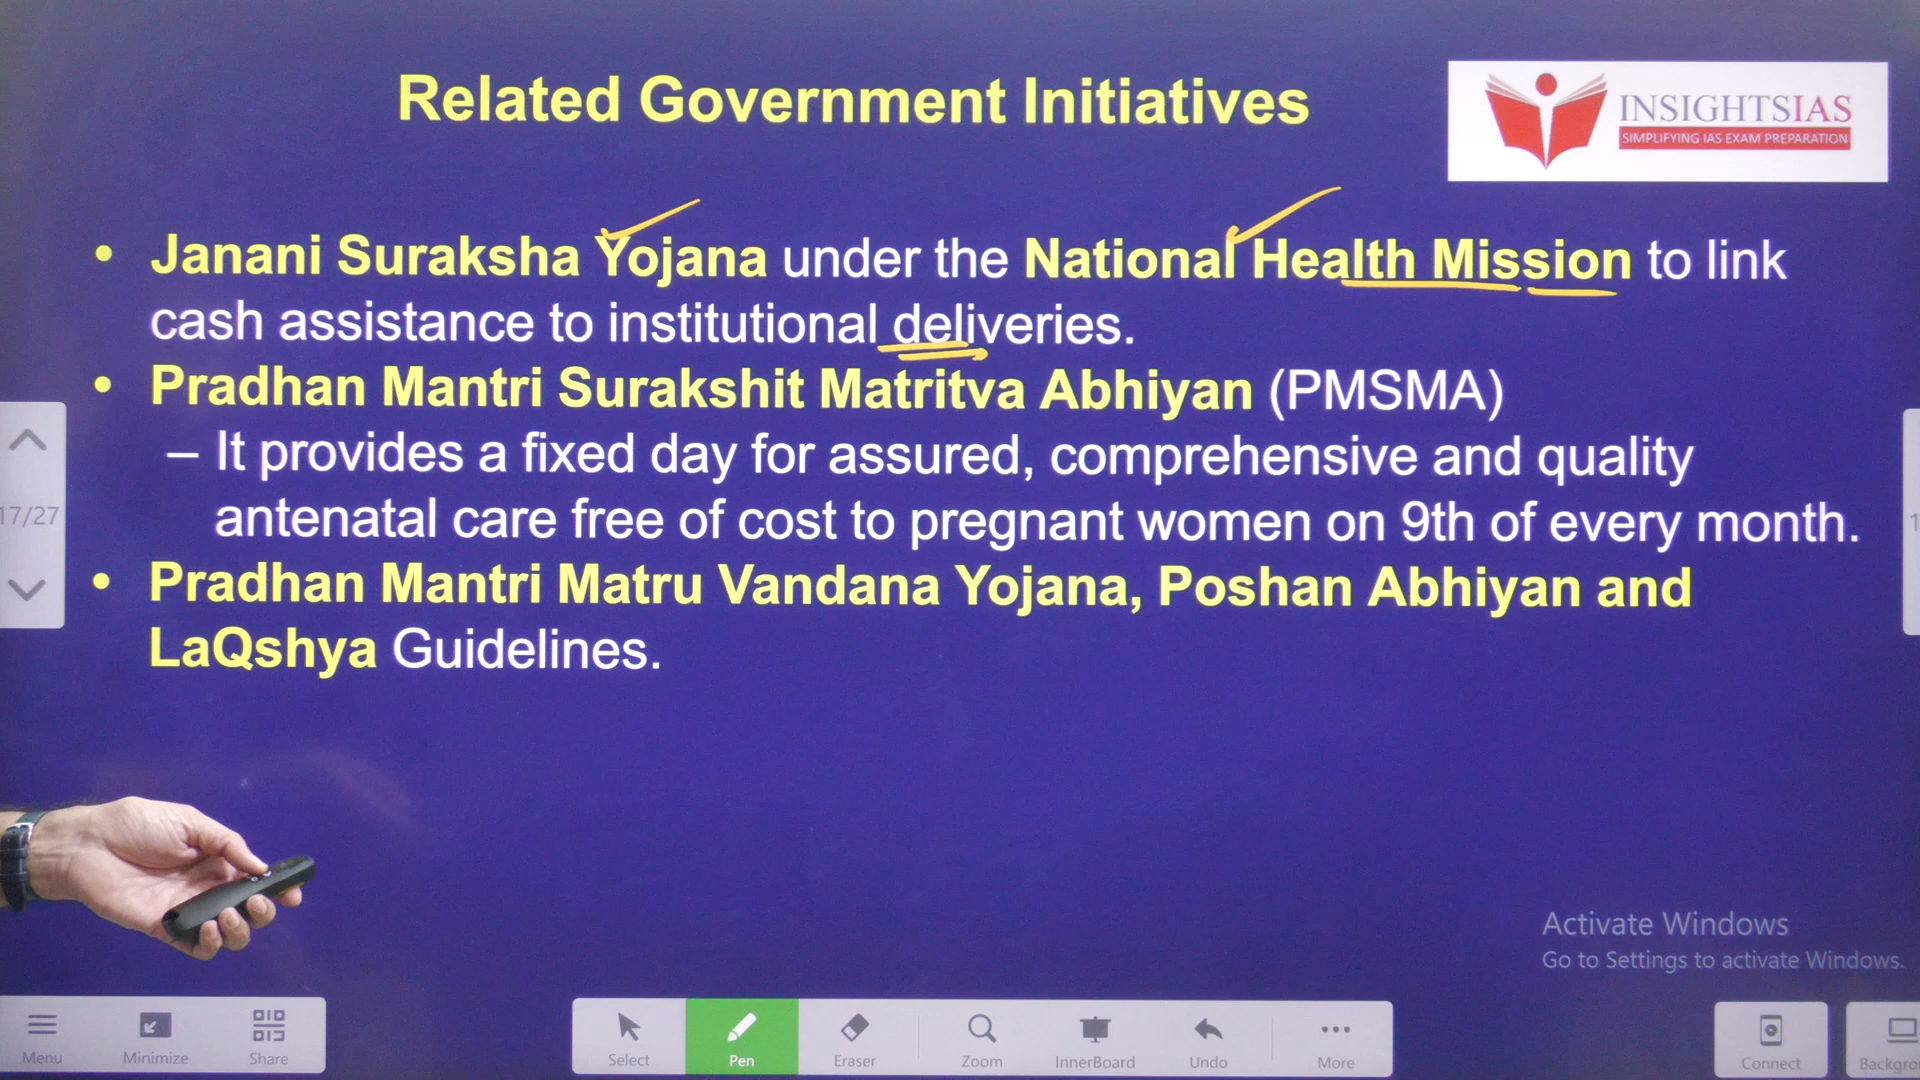 Related Government Initiatives
INSIGHTSIAS
SIMPLIFYING IAS EXAM PREPARATION
• Janani Suraksha Yojana under the National Health Mission to link
cash assistance to institutional deliveries.
• Pradhan Mantri Surakshit Matritva Abhiyan (PMSMA)
– It provides a fixed day for assured, comprehensive and quality
antenatal care free of cost to pregnant women on 9th of every month.
• Pradhan Mantri Matru Vandana Yojana, Poshan Abhiyan and
LaQshya Guidelines.
17/27
Activate Windows
Go to Settings to activate Windows.
Menu
Minimize
Share
Select
Pen
Eraser
Zoom
InnerBoard
Undo
More
Connect